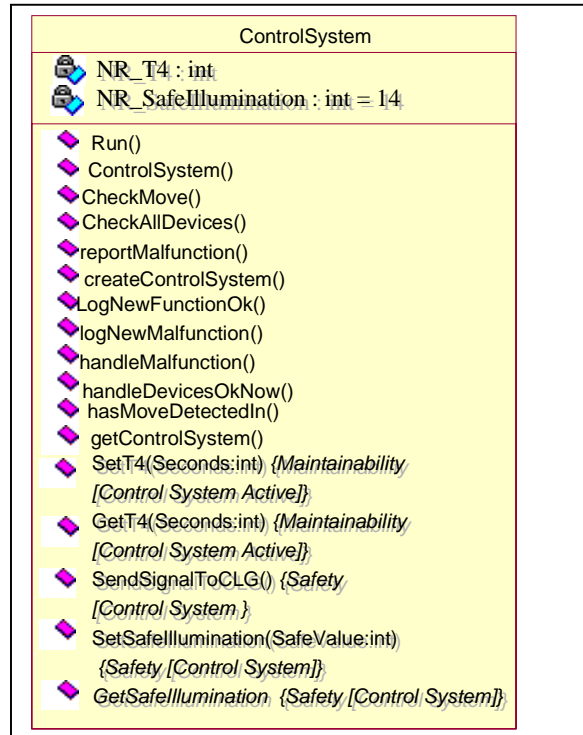 ControlSystem
NR_T4 : int
NR_SafeIllumination : int = 14
Run()
ControlSystem()
CheckMove()
CheckAllDevices()
reportMalfunction()
createControlSystem()
LogNewFunctionOk()
logNewMalfunction()
handleMalfunction()
handleDevicesOkNow()
hasMoveDetectedIn()
getControlSystem()
SetT4(Seconds:int) {Maintainability
[Control System Active]}
GetT4(Seconds:int) {Maintainability
[Control System Active]}
SendSignalToCLG() {Safety
[Control System }
SetSafeIllumination(SafeValue:int)
{Safety [Control System]}
GetSafeIllumination {Safety [Control System]}